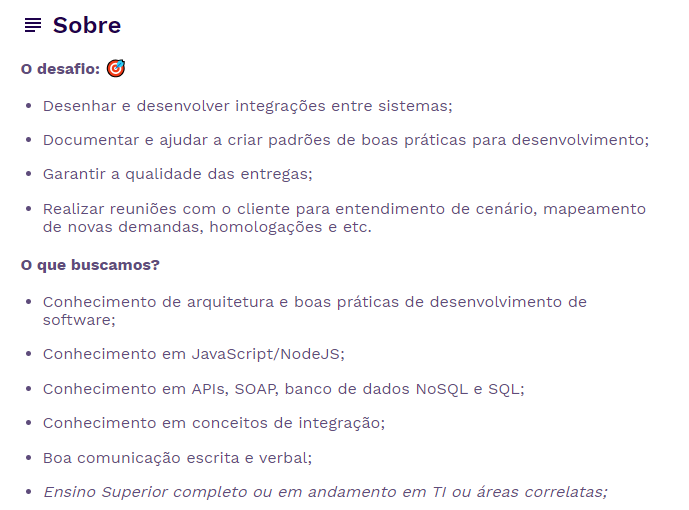 Sobre
O desafio: 🎯
• Desenhar e desenvolver integrações entre sistemas;
• Documentar e ajudar a criar padrões de boas práticas para desenvolvimento;
• Garantir a qualidade das entregas;
• Realizar reuniões com o cliente para entendimento de cenário, mapeamento
de novas demandas, homologações e etc.
O que buscamos?
• Conhecimento de arquitetura e boas práticas de desenvolvimento de
software;
• Conhecimento em JavaScript/NodeJS;
• Conhecimento em APIs, SOAP, banco de dados NoSQL e SQL;
• Conhecimento em conceitos de integração;
• Boa comunicação escrita e verbal;
• Ensino Superior completo ou em andamento em TI ou áreas correlatas;